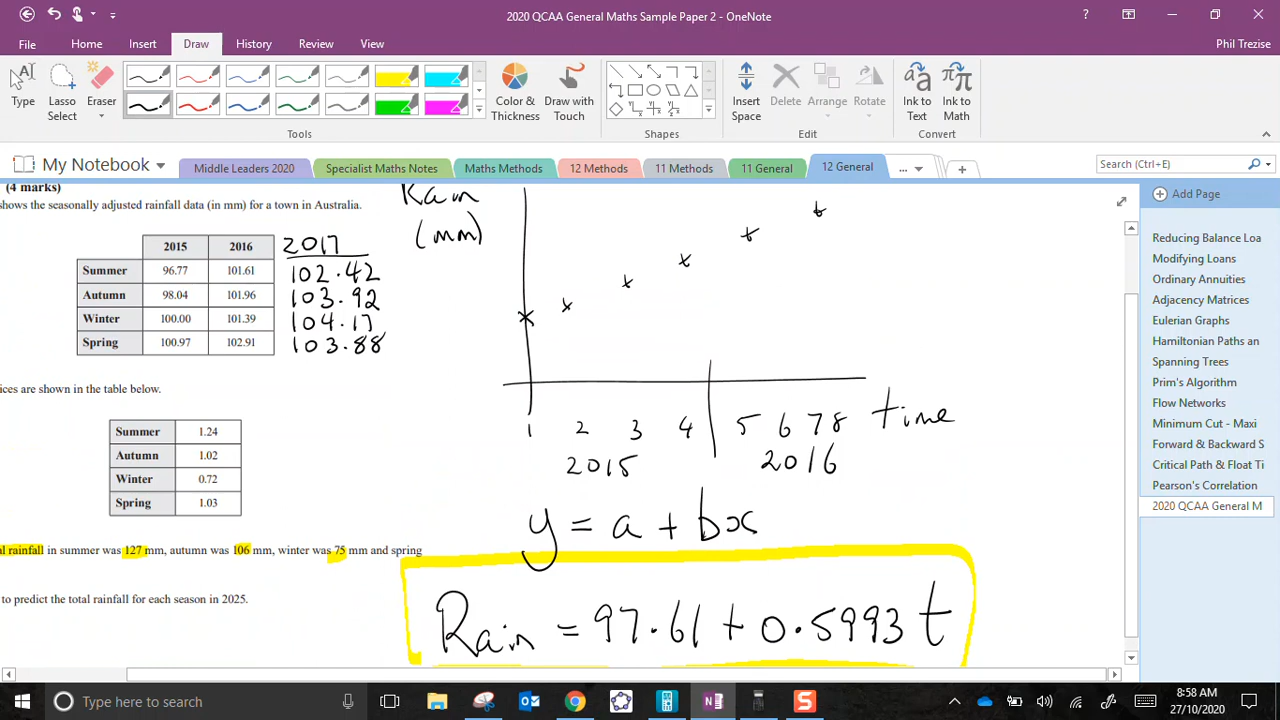 2020 QCAA General Maths Sample Paper 2 - OneNote
File Home Insert Draw History Review View Phil Trezise
Type
Lasso Select
Eraser
Color & Thickness
Draw with Touch
Insert Space
Delete
Arrange
Rotate
Ink to Text
Ink to Math
Tools Shapes Edit Convert
My Notebook
Middle Leaders 2020 Specialist Maths Notes Maths Methods 12 Methods 11 Methods 11 General 12 General ...
Search (Ctrl+E)
Add Page
Reducing Balance Loa
Modifying Loans
Ordinary Annuities
Adjacency Matrices
Eulerian Graphs
Hamiltonian Paths an
Spanning Trees
Prim's Algorithm
Flow Networks
Minimum Cut - Maxi
Forward & Backward S
Critical Path & Float Ti
Pearson's Correlation
2020 QCAA General M
(4 marks)
shows the seasonally adjusted rainfall data (in mm) for a town in Australia.
2015 2016 2017
Summer 96.77 101.61 102.42
Autumn 98.04 101.96 103.92
Winter 100.00 101.39 104.17
Spring 100.97 102.91 103.88
ices are shown in the table below.
Summer 1.24
Autumn 1.02
Winter 0.72
Spring 1.03
al rainfall in summer was 127 mm, autumn was 106 mm, winter was 75 mm and spring
to predict the total rainfall for each season in 2025.
Rain
(mm)
1 2 3 4 5 6 7 8 time
2015 2016
y = a + bx
Rain = 97.61 + 0.5993 t
Type here to search
8:58 AM
27/10/2020